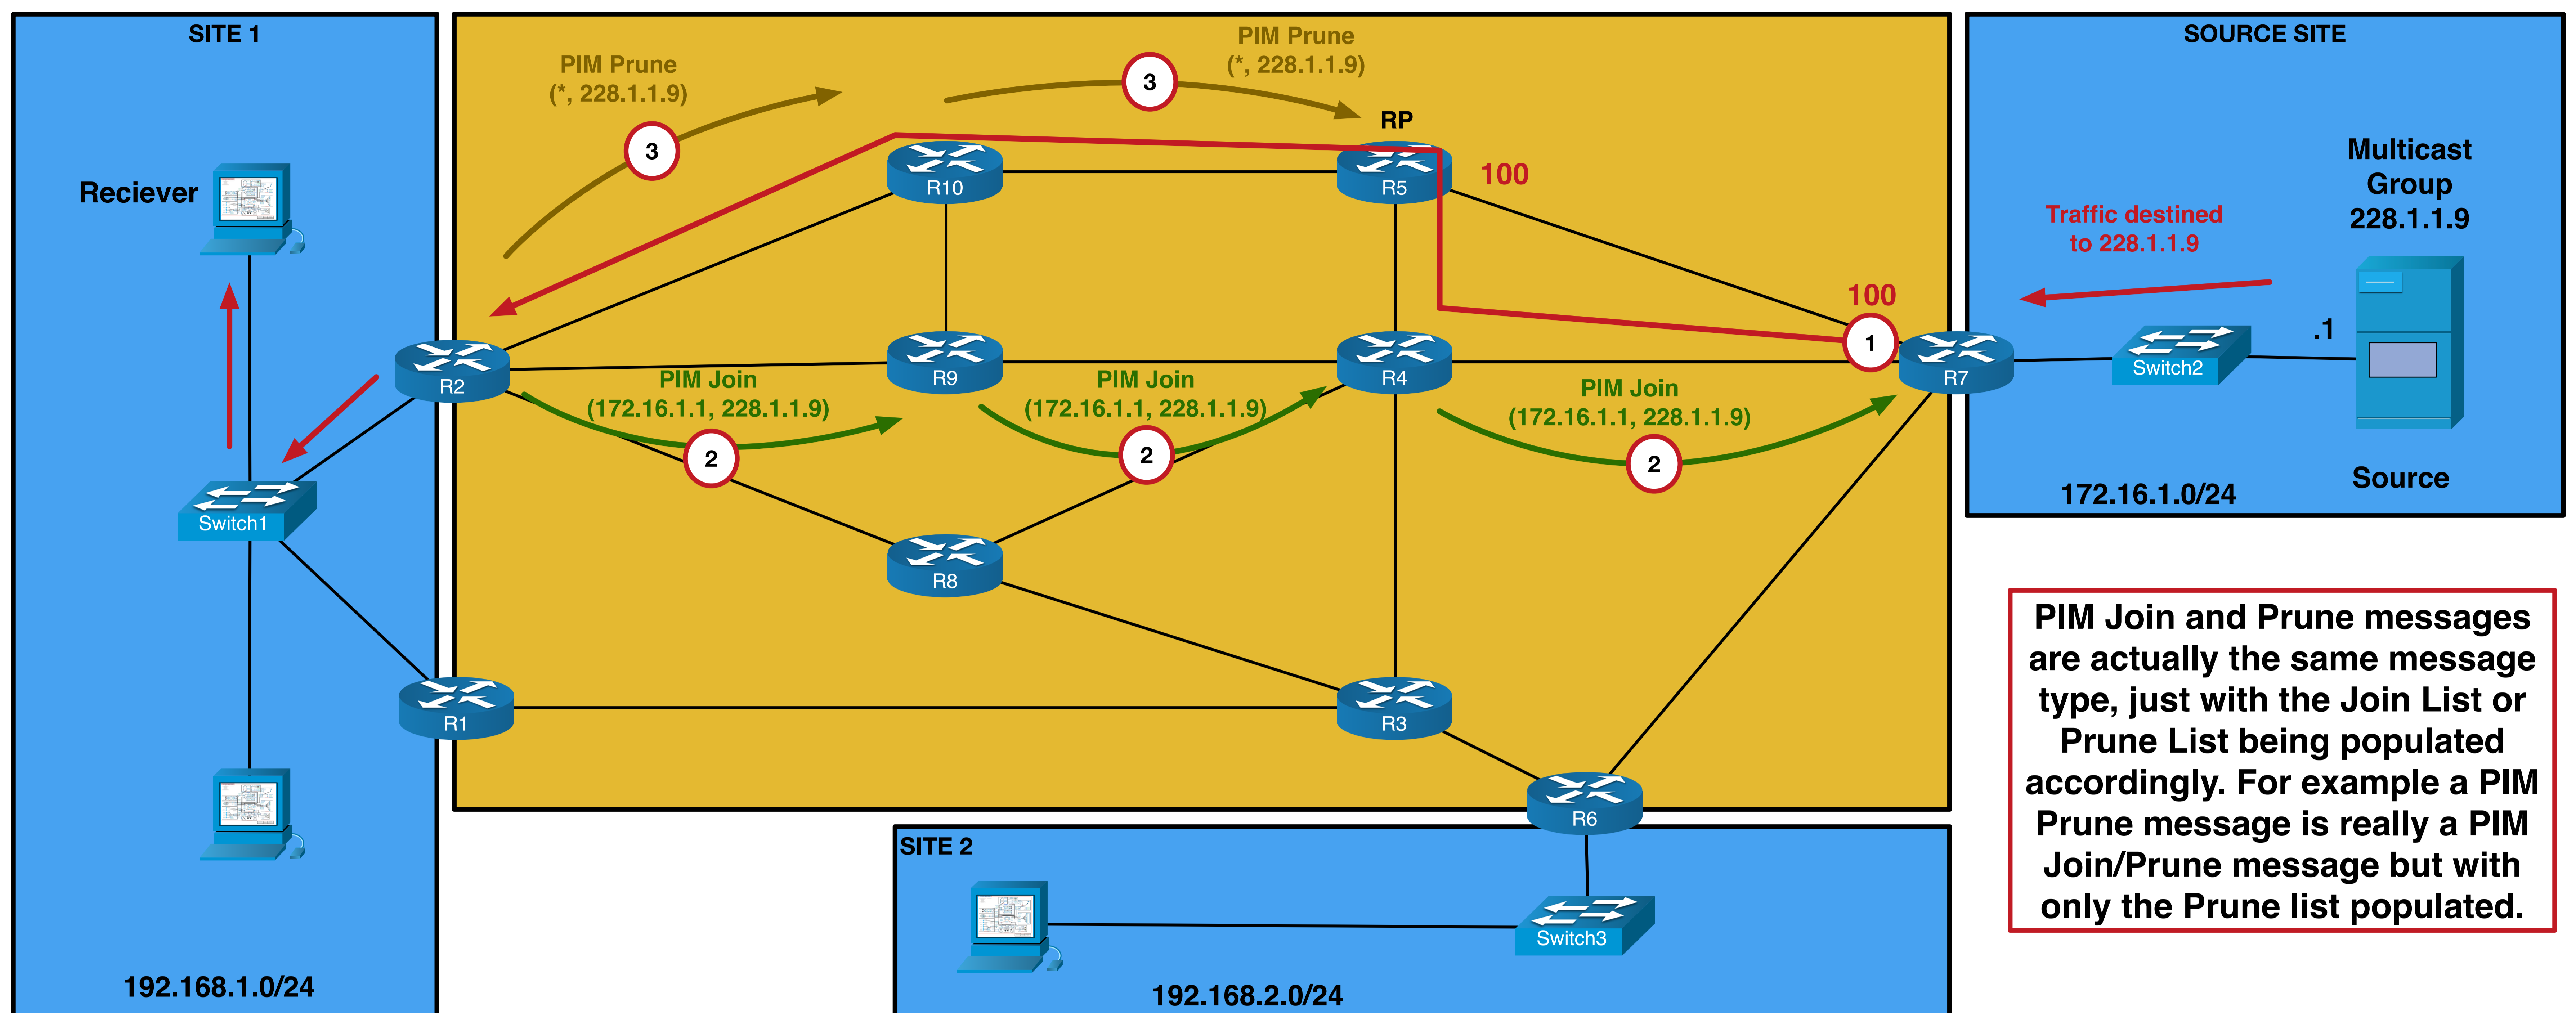 SITE 1
SOURCE SITE
PIM Prune
(*, 228.1.1.9)
PIM Prune
(*, 228.1.1.9)
3
3
RP
Reciever
R10
R5
100
Multicast
Group
228.1.1.9
Traffic destined
to 228.1.1.9
100
1
.1
R2
R9
R4
R7
Switch2
PIM Join
(172.16.1.1, 228.1.1.9)
PIM Join
(172.16.1.1, 228.1.1.9)
PIM Join
(172.16.1.1, 228.1.1.9)
2
2
2
Source
172.16.1.0/24
Switch1
R8
R1
R3
R6
PIM Join and Prune messages
are actually the same message
type, just with the Join List or
Prune List being populated
accordingly. For example a PIM
Prune message is really a PIM
Join/Prune message but with
only the Prune list populated.
SITE 2
Switch3
192.168.1.0/24
192.168.2.0/24